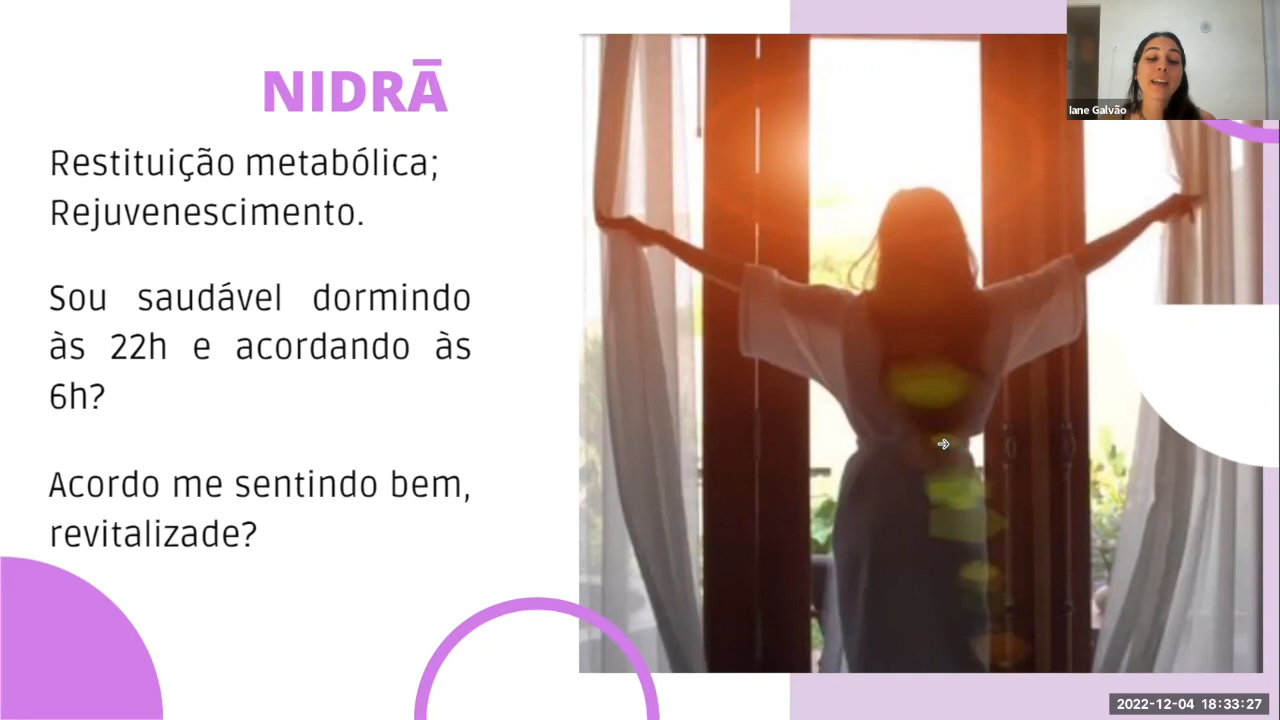 NIDRĀ
Restituição metabólica;
Rejuvenescimento.
Sou saudável dormindo
às 22h e acordando às
6h?
Acordo me sentindo bem,
revitalizade?
Iane Galvão
2022-12-04 18:33:27